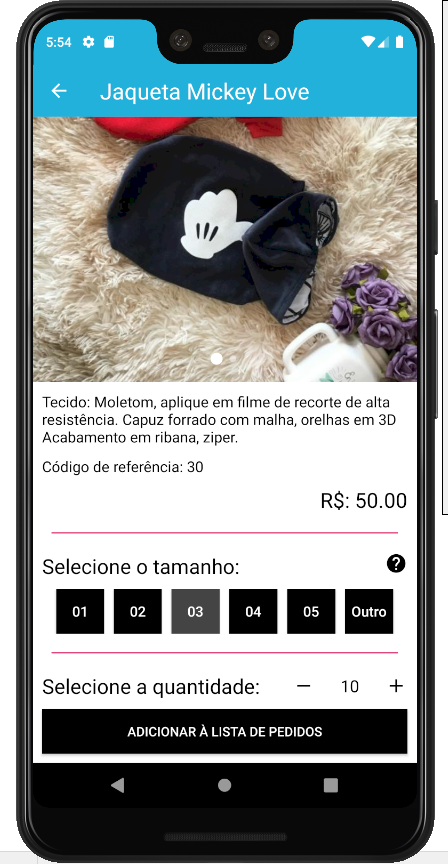 5:54
Jaqueta Mickey Love
Tecido: Moletom, aplique em filme de recorte de alta
resistência. Capuz forrado com malha, orelhas em 3D
Acabamento em ribana, ziper.
Código de referência: 30
R$: 50.00
Selecione o tamanho:
?
01 02 03 04 05 Outro
Selecione a quantidade: − 10 +
ADICIONAR À LISTA DE PEDIDOS